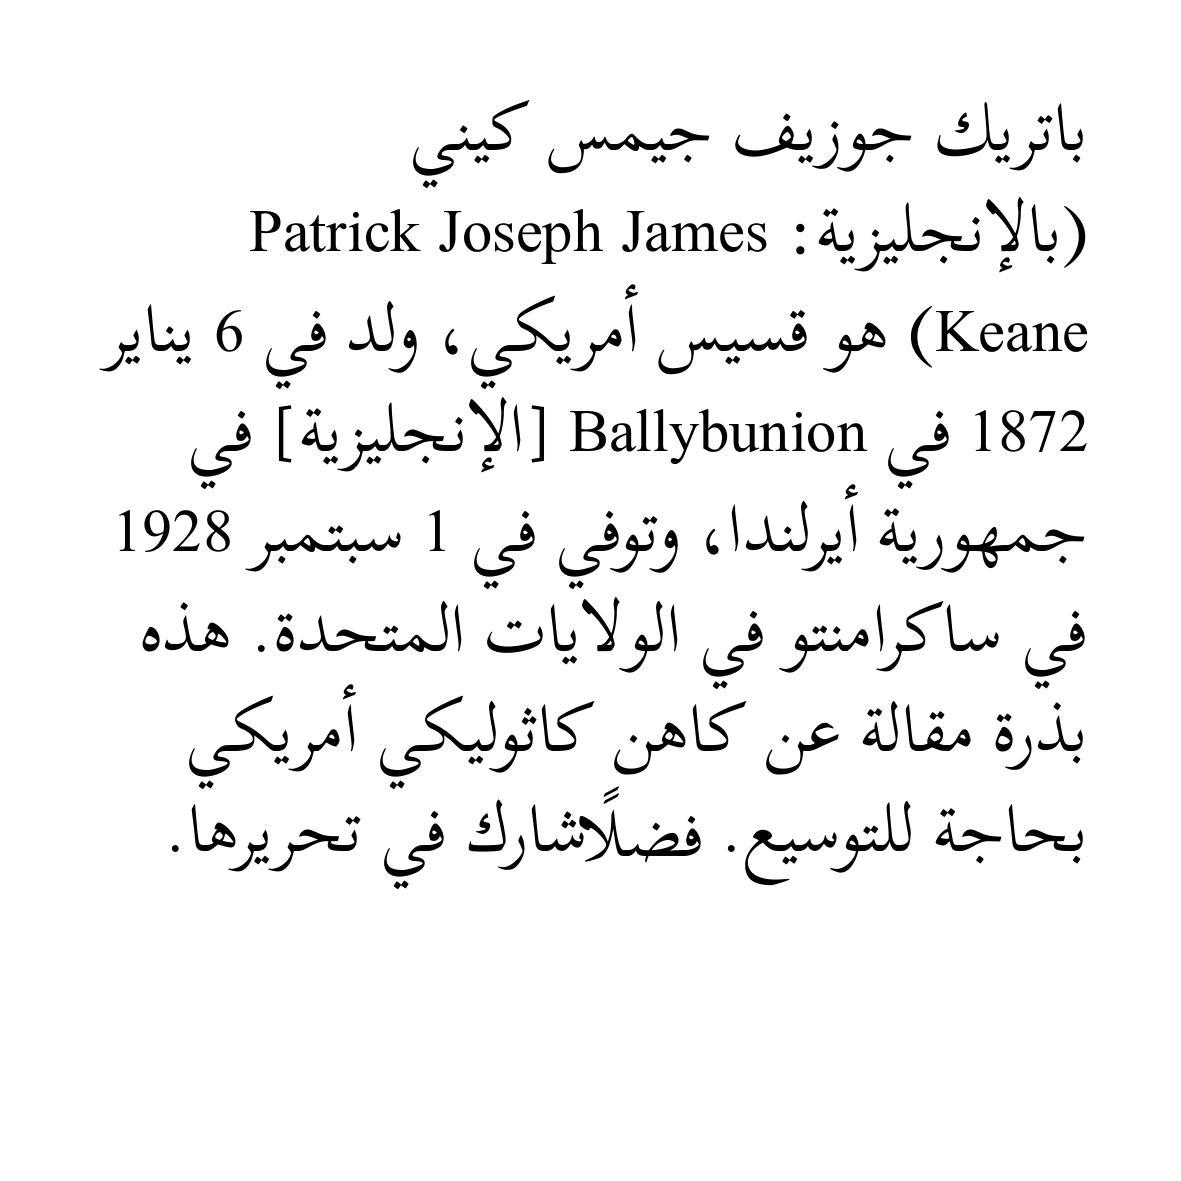 باتريك جوزيف جيمس كيني
(بالإنجليزية: Patrick Joseph James
Keane) هو قسيس أمريكي، ولد في 6 يناير
1872 في Ballybunion [الإنجليزية] في
جمهورية أيرلندا، وتوفي في 1 سبتمبر 1928
في ساكرامنتو في الولايات المتحدة. هذه
بذرة مقالة عن كاهن كاثوليكي أمريكي
بحاجة للتوسيع. فضلًاشارك في تحريرها.